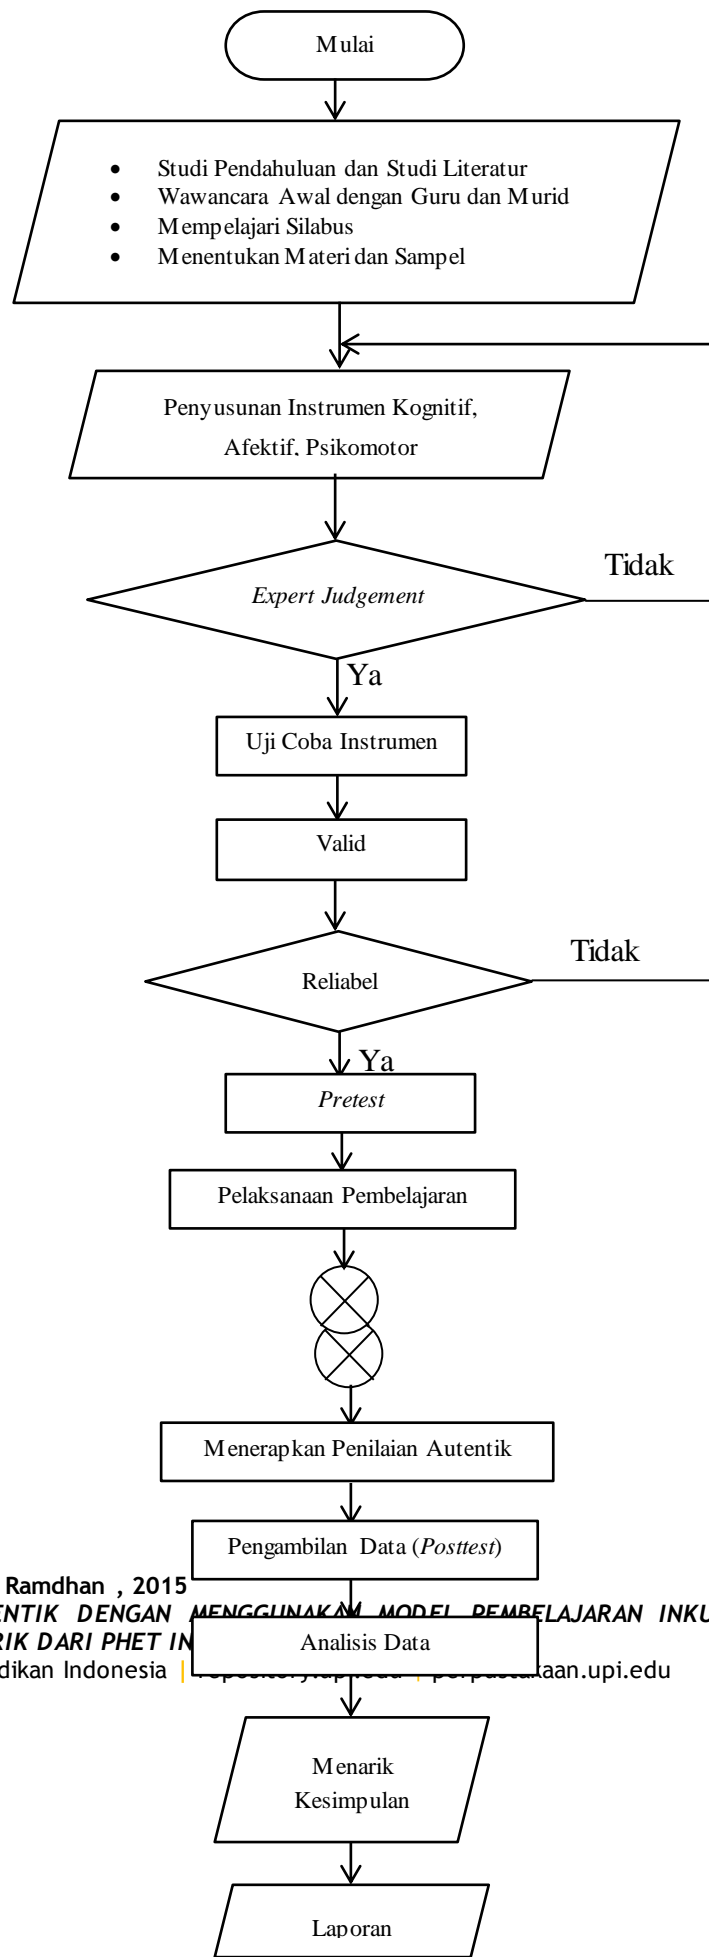 Mulai
• Studi Pendahuluan dan Studi Literatur
• Wawancara Awal dengan Guru dan Murid
• Mempelajari Silabus
• Menentukan Materi dan Sampel
Penyusunan Instrumen Kognitif,
Afektif, Psikomotor
Expert Judgement
Tidak
Ya
Uji Coba Instrumen
Valid
Reliabel
Tidak
Ya
Pretest
Pelaksanaan Pembelajaran
Menerapkan Penilaian Autentik
Pengambilan Data (Posttest)
Ramdhan , 2015
ENTIK DENGAN MENGGUNAKAN MODEL PEMBELAJARAN INKU
RIK DARI PHET IN
Analisis Data
dikan Indonesia | repository.upi.edu | perpustakaan.upi.edu
Menarik
Kesimpulan
Laporan